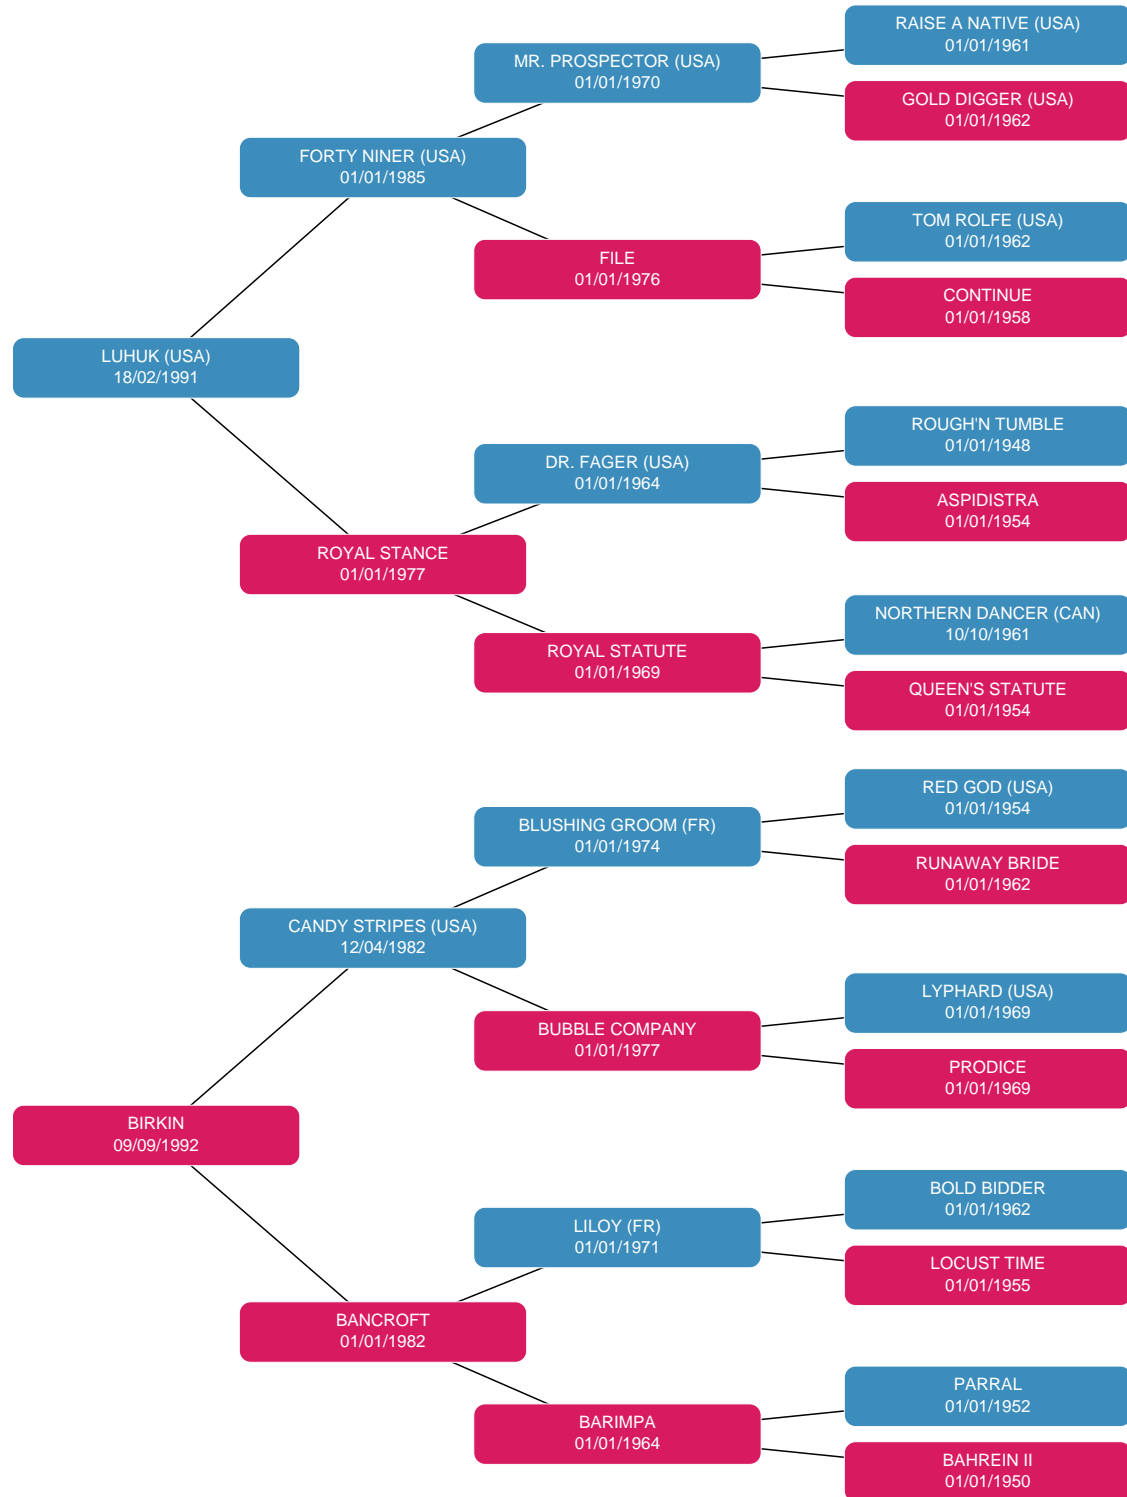 RAISE A NATIVE (USA)
01/01/1961
MR. PROSPECTOR (USA)
01/01/1970
GOLD DIGGER (USA)
01/01/1962
FORTY NINER (USA)
01/01/1985
TOM ROLFE (USA)
01/01/1962
FILE
01/01/1976
CONTINUE
01/01/1958
LUHUK (USA)
18/02/1991
ROUGH'N TUMBLE
01/01/1948
DR. FAGER (USA)
01/01/1964
ASPIDISTRA
01/01/1954
ROYAL STANCE
01/01/1977
NORTHERN DANCER (CAN)
10/10/1961
ROYAL STATUTE
01/01/1969
QUEEN'S STATUTE
01/01/1954
RED GOD (USA)
01/01/1954
BLUSHING GROOM (FR)
01/01/1974
RUNAWAY BRIDE
01/01/1962
CANDY STRIPES (USA)
12/04/1982
LYPHARD (USA)
01/01/1969
BUBBLE COMPANY
01/01/1977
PRODICE
01/01/1969
BIRKIN
09/09/1992
BOLD BIDDER
01/01/1962
LILOY (FR)
01/01/1971
LOCUST TIME
01/01/1955
BANCROFT
01/01/1982
PARRAL
01/01/1952
BARIMPA
01/01/1964
BAHREIN II
01/01/1950